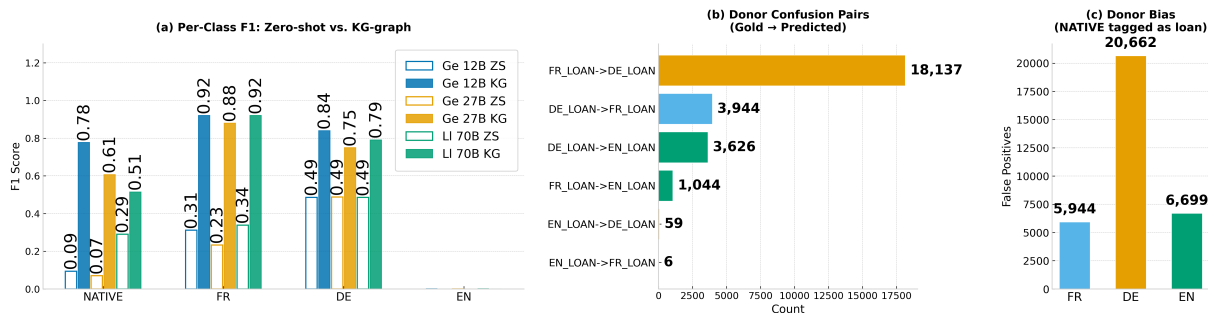 (a) Per-Class F1: Zero-shot vs. KG-graph
F1 Score
1.2
1.0
0.8
0.6
0.4
0.2
0.0
0.09
0.78
0.07
0.61
0.29
0.51
0.31
0.92
0.23
0.88
0.34
0.92
0.49
0.84
0.49
0.75
0.49
0.79
NATIVE
FR
DE
EN
Ge 12B ZS
Ge 12B KG
Ge 27B ZS
Ge 27B KG
Ll 70B ZS
Ll 70B KG
(b) Donor Confusion Pairs
(Gold → Predicted)
FR_LOAN->DE_LOAN
18,137
DE_LOAN->FR_LOAN
3,944
DE_LOAN->EN_LOAN
3,626
FR_LOAN->EN_LOAN
1,044
EN_LOAN->DE_LOAN
59
EN_LOAN->FR_LOAN
6
0 2500 5000 7500 10000 12500 15000 17500
Count
(c) Donor Bias
(NATIVE tagged as loan)
20,662
False Positives
20000
17500
15000
12500
10000
7500
5000
2500
0
5,944
6,699
FR
DE
EN